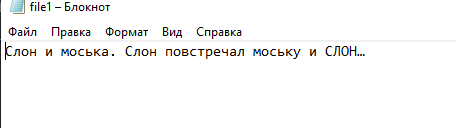 file1 – Блокнот
Файл Правка Формат Вид Справка
Слон и моська. Слон повстречал моську и СЛОН…